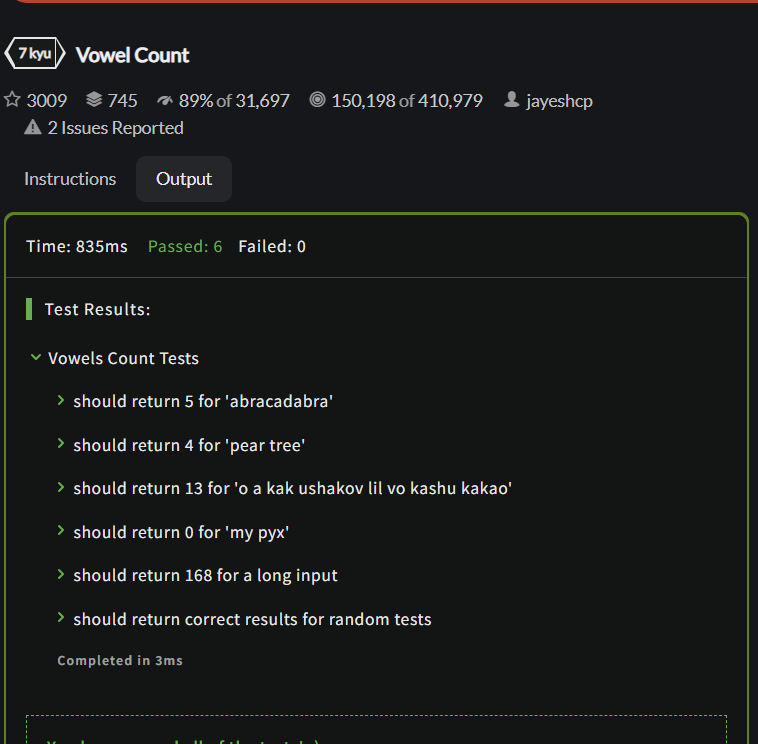 7 kyu Vowel Count
3009 745 89% of 31,697 150,198 of 410,979 jayeshcp
2 Issues Reported
Instructions Output
Time: 835ms Passed: 6 Failed: 0
Test Results:
Vowels Count Tests
should return 5 for 'abracadabra'
should return 4 for 'pear tree'
should return 13 for 'o a kak ushakov lil vo kashu kakao'
should return 0 for 'my pyx'
should return 168 for a long input
should return correct results for random tests
Completed in 3ms